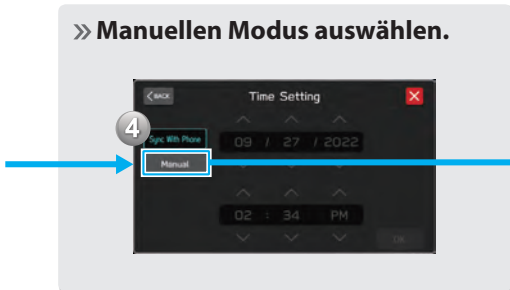 » Manuellen Modus auswählen.
< BACK Time Setting X
4
Sync With Phone
09 / 27 / 2022
Manual
02 : 34 PM
OK